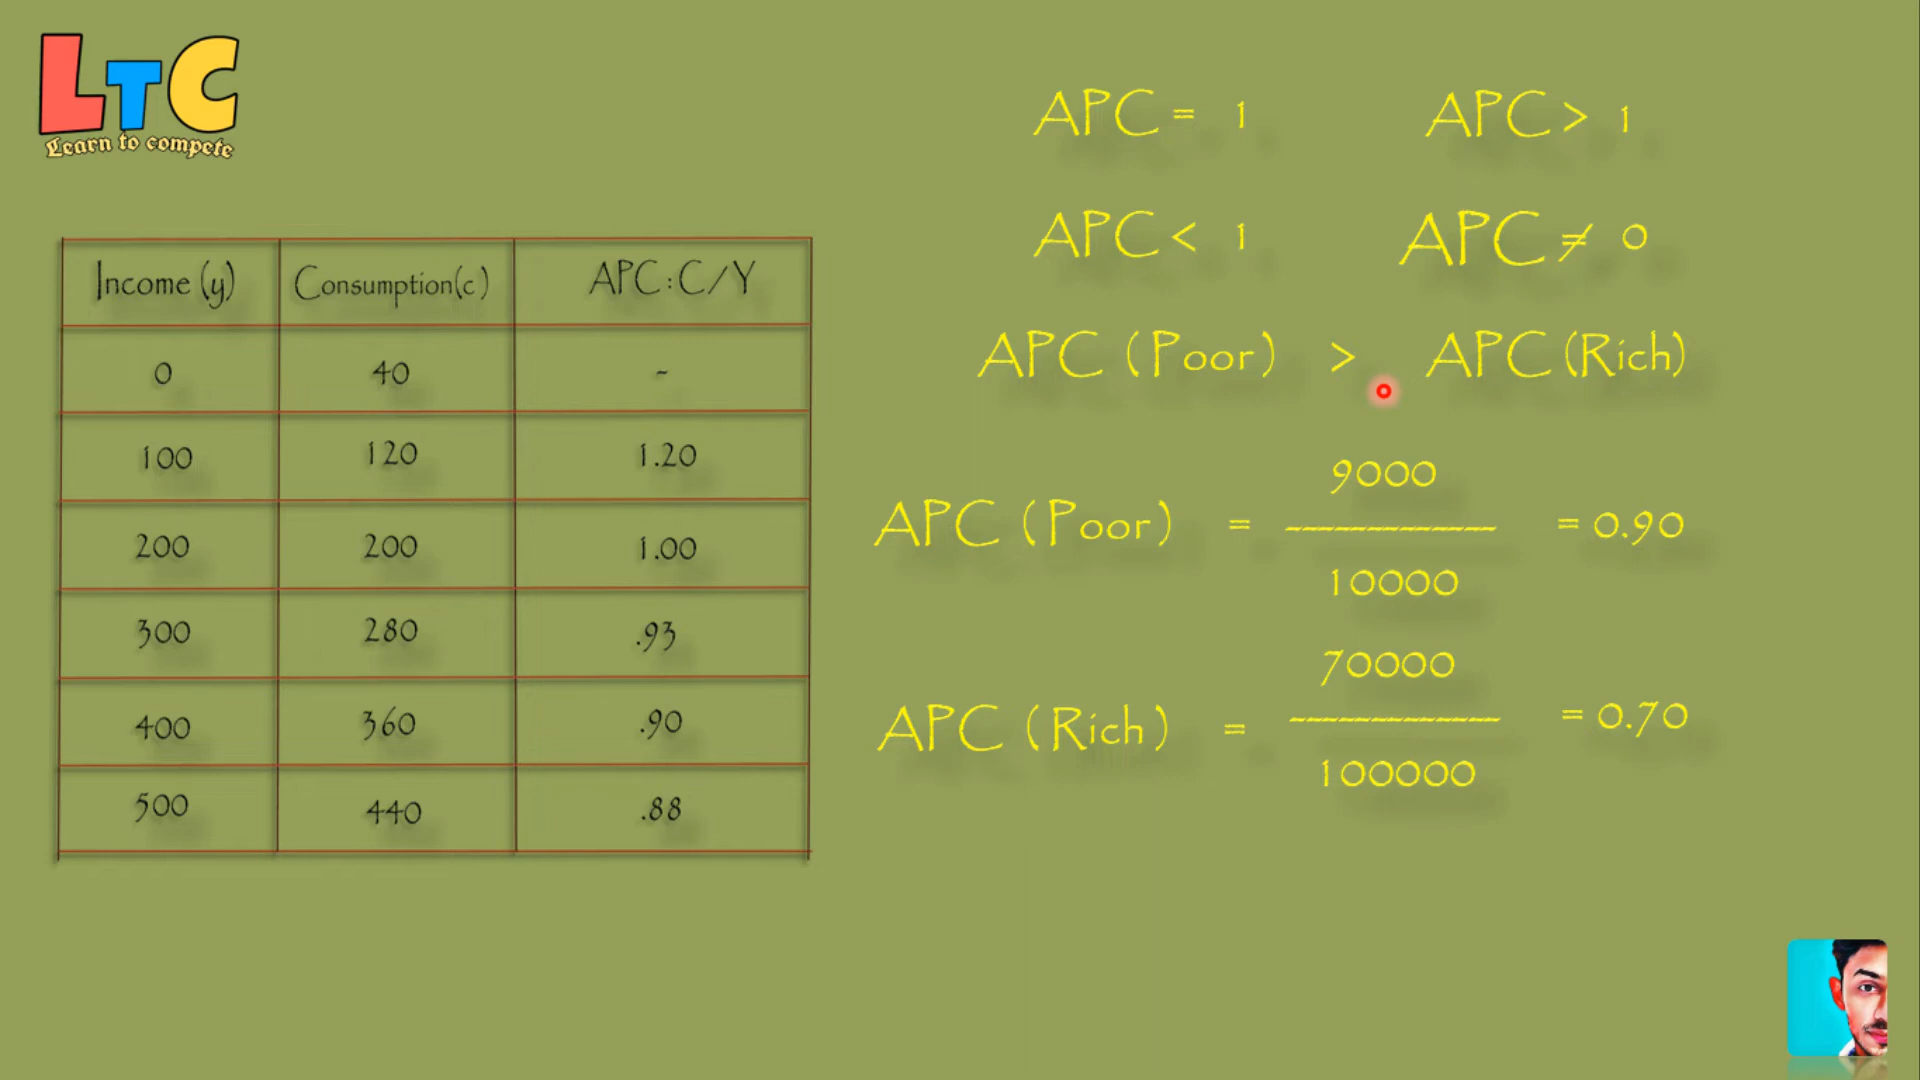 LTC
Learn to compete
Income (y) Consumption(c) APC : C/Y
0 40 -
100 120 1.20
200 200 1.00
300 280 .93
400 360 .90
500 440 .88
APC = 1 APC > 1
APC < 1 APC ≠ 0
APC (Poor) > APC (Rich)
APC (Poor) = 9000 / 10000 = 0.90
APC (Rich) = 70000 / 100000 = 0.70